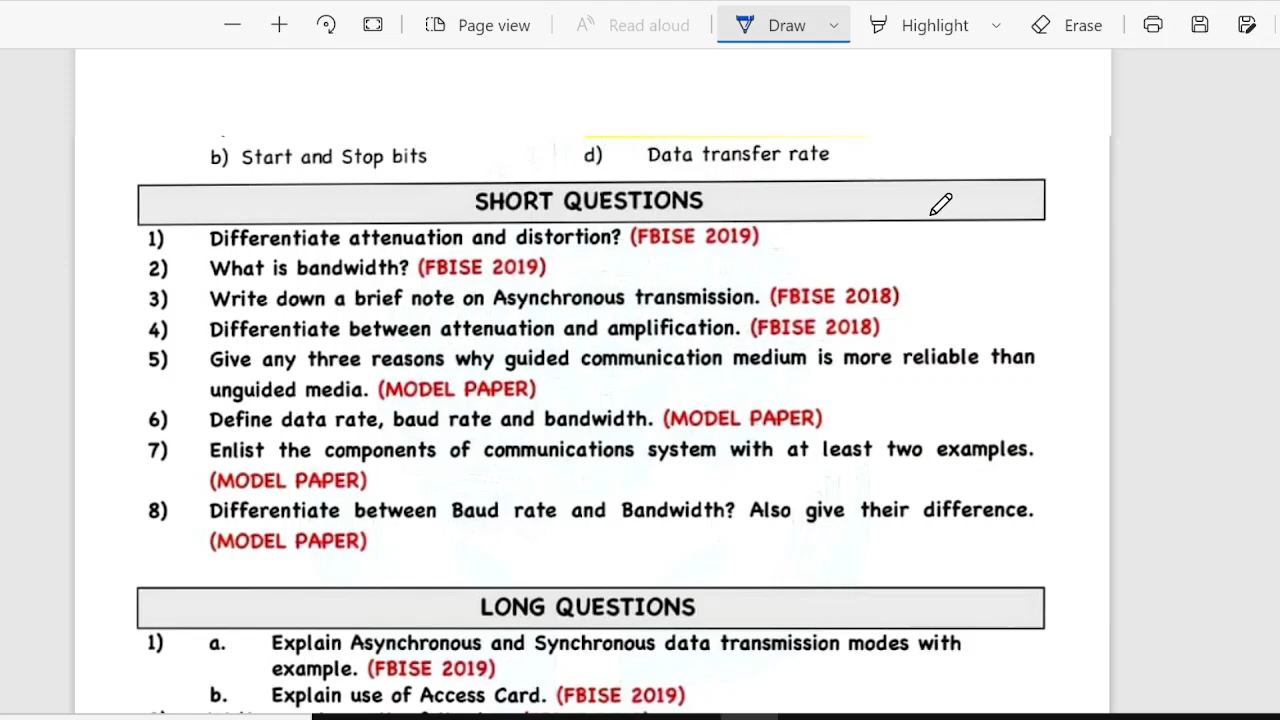 Page view
Read aloud
Draw
Highlight
Erase
b) Start and Stop bits
d) Data transfer rate
SHORT QUESTIONS
1) Differentiate attenuation and distortion? (FBISE 2019)
2) What is bandwidth? (FBISE 2019)
3) Write down a brief note on Asynchronous transmission. (FBISE 2018)
4) Differentiate between attenuation and amplification. (FBISE 2018)
5) Give any three reasons why guided communication medium is more reliable than
unguided media. (MODEL PAPER)
6) Define data rate, baud rate and bandwidth. (MODEL PAPER)
7) Enlist the components of communications system with at least two examples.
(MODEL PAPER)
8) Differentiate between Baud rate and Bandwidth? Also give their difference.
(MODEL PAPER)
LONG QUESTIONS
1) a. Explain Asynchronous and Synchronous data transmission modes with
example. (FBISE 2019)
b. Explain use of Access Card. (FBISE 2019)